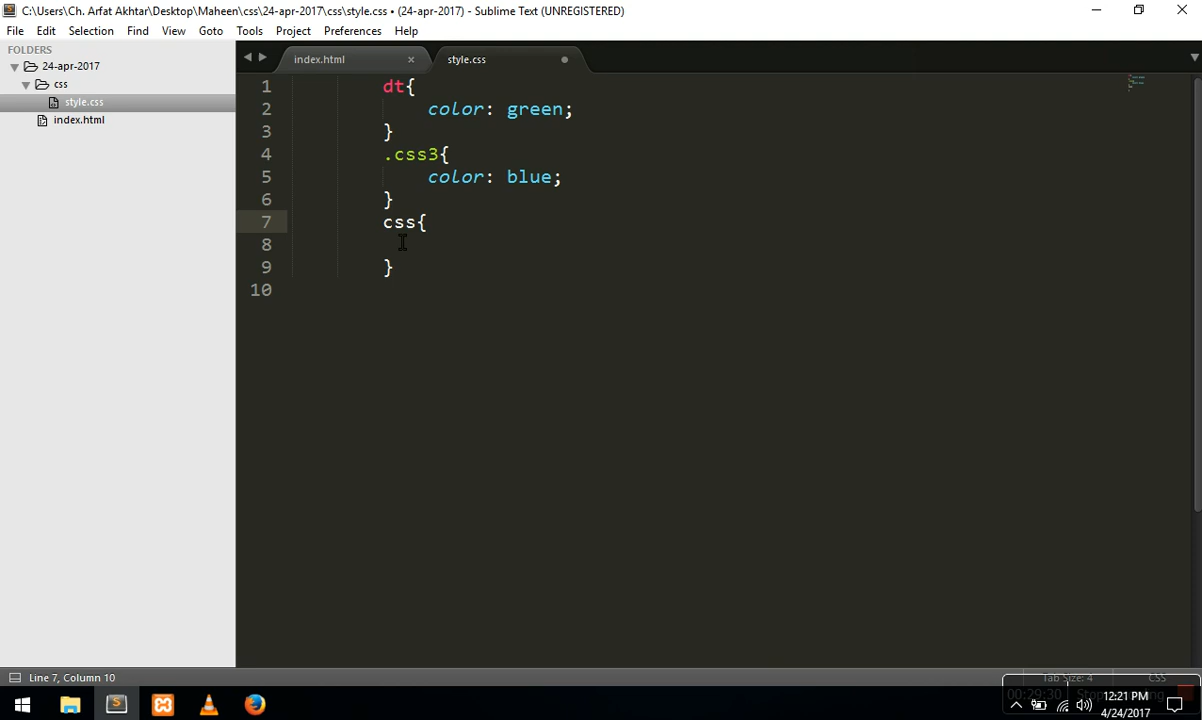 C:\Users\Ch. Arfat Akhtar\Desktop\Maheen\css\24-apr-2017\css\style.css • (24-apr-2017) - Sublime Text (UNREGISTERED)
File Edit Selection Find View Goto Tools Project Preferences Help
FOLDERS
24-apr-2017
css
style.css
index.html
index.html × style.css
1 dt{
2 color: green;
3 }
4 .css3{
5 color: blue;
6 }
7 css{
8
9 }
10
Line 7, Column 10
Tab Size: 4 CSS
00:29:30
12:21 PM
4/24/2017